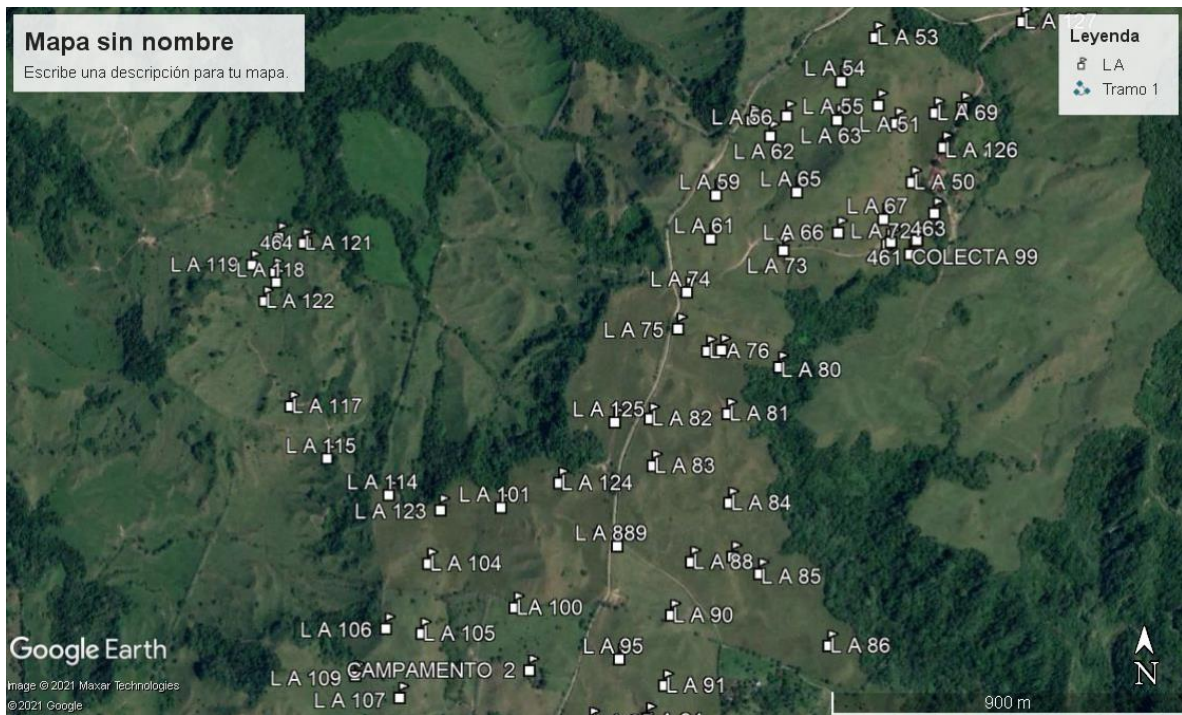 Mapa sin nombre
Escribe una descripción para tu mapa.
Leyenda
L A
Tramo 1
L A 127
L A 53
L A 54
L A 55
L A 56
L A 63
L A 51
L A 69
L A 62
L A 126
L A 59
L A 65
L A 50
L A 67
L A 61
L A 66
L A 72
463
L A 73
461
COLECTA 99
464
L A 121
L A 119
L A 118
L A 122
L A 74
L A 75
L A 76
L A 80
L A 117
L A 125
L A 82
L A 81
L A 115
L A 83
L A 114
L A 124
L A 123
L A 101
L A 84
L A 889
L A 104
L A 88
L A 85
L A 100
L A 90
L A 106
L A 105
L A 95
L A 86
L A 109
CAMPAMENTO 2
L A 107
L A 91
Google Earth
Image © 2021 Maxar Technologies
© 2021 Google
N
900 m